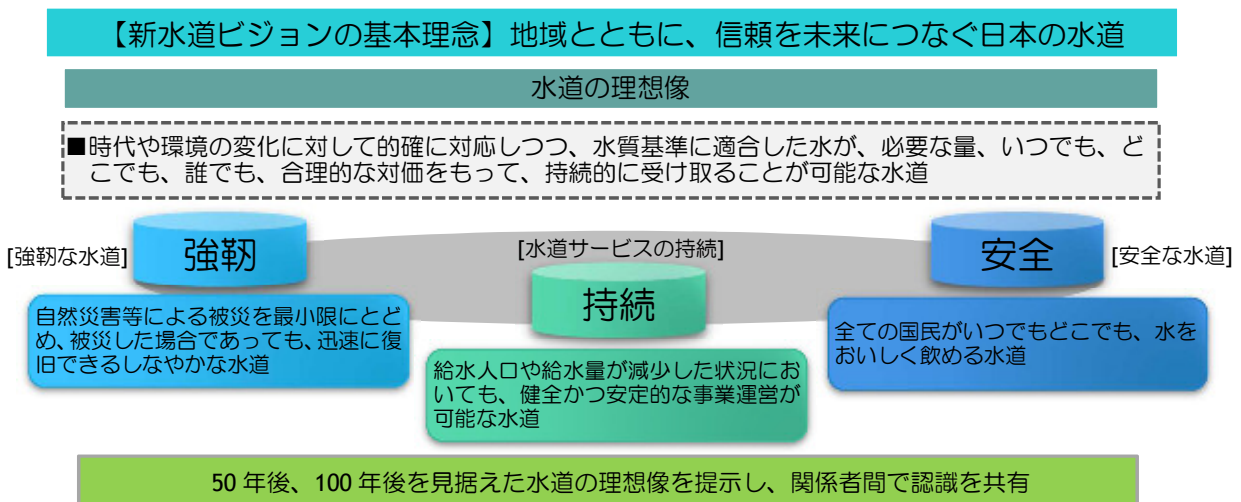 【新水道ビジョンの基本理念】地域とともに、信頼を未来につなぐ日本の水道
水道の理想像
■時代や環境の変化に対して的確に対応しつつ、水質基準に適合した水が、必要な量、いつでも、ど
こでも、誰でも、合理的な対価をもって、持続的に受け取ることが可能な水道
[強靭な水道]
強靭
自然災害等による被災を最小限にとど
め、被災した場合であっても、迅速に復
旧できるしなやかな水道
[水道サービスの持続]
持続
給水人口や給水量が減少した状況にお
いても、健全かつ安定的な事業運営が
可能な水道
安全
[安全な水道]
全ての国民がいつでもどこでも、水を
おいしく飲める水道
50 年後、100 年後を見据えた水道の理想像を提示し、関係者間で認識を共有